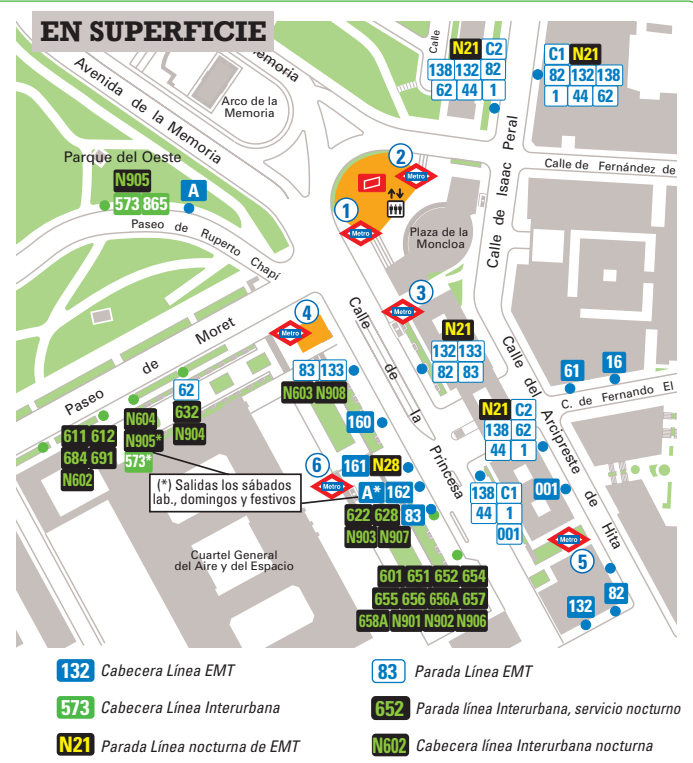 EN SUPERFICIE
Memoria
Avenida de la Memoria
Arco de la
Memoria
Calle
N21 C2
138 132 82
62 44 1
C1 N21
82 132 138
1 44 62
Parque del Oeste
N905
573 865
A
Paseo de Ruperto Chapí
2
Metro
1
Metro
Plaza de la
Moncloa
Calle de Isaac Peral
Calle de Fernández de
3
Metro
4
Metro
Paseo de Moret
Calle de la Princesa
N21
132 133
82 83
Calle del Arcipreste de Hita
61
16
C. de Fernando El
83 133
N603 N908
62
632
N904
N604
N905*
573*
611 612
684 691
N602
160
N21 C2
138 62
44 1
(*) Salidas los sábados
lab., domingos y festivos
6
Metro
161 N28
A* 162
622 628
83
N903 N907
138 C1
44 1
001
001
Metro
5
Cuartel General
del Aire y del Espacio
601 651 652 654
655 656 656A 657
658A N901 N902 N906
132
82
132 Cabecera Línea EMT
83 Parada Línea EMT
573 Cabecera Línea Interurbana
652 Parada línea Interurbana, servicio nocturno
N21 Parada Línea nocturna de EMT
N602 Cabecera línea Interurbana nocturna